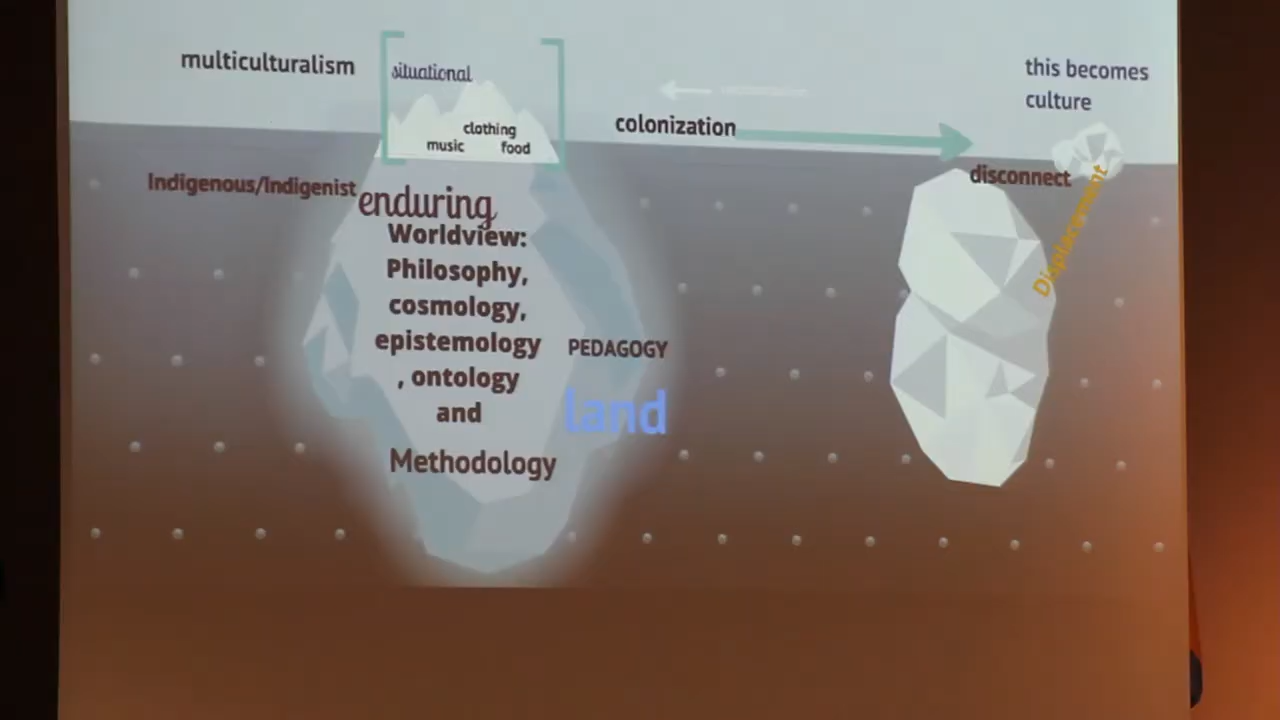 multiculturalism
situational
this becomes
culture
clothing
music food
colonization
disconnect
Displacement
Indigenous/Indigenist
enduring
Worldview:
Philosophy,
cosmology,
epistemology
, ontology
and
Methodology
PEDAGOGY
land